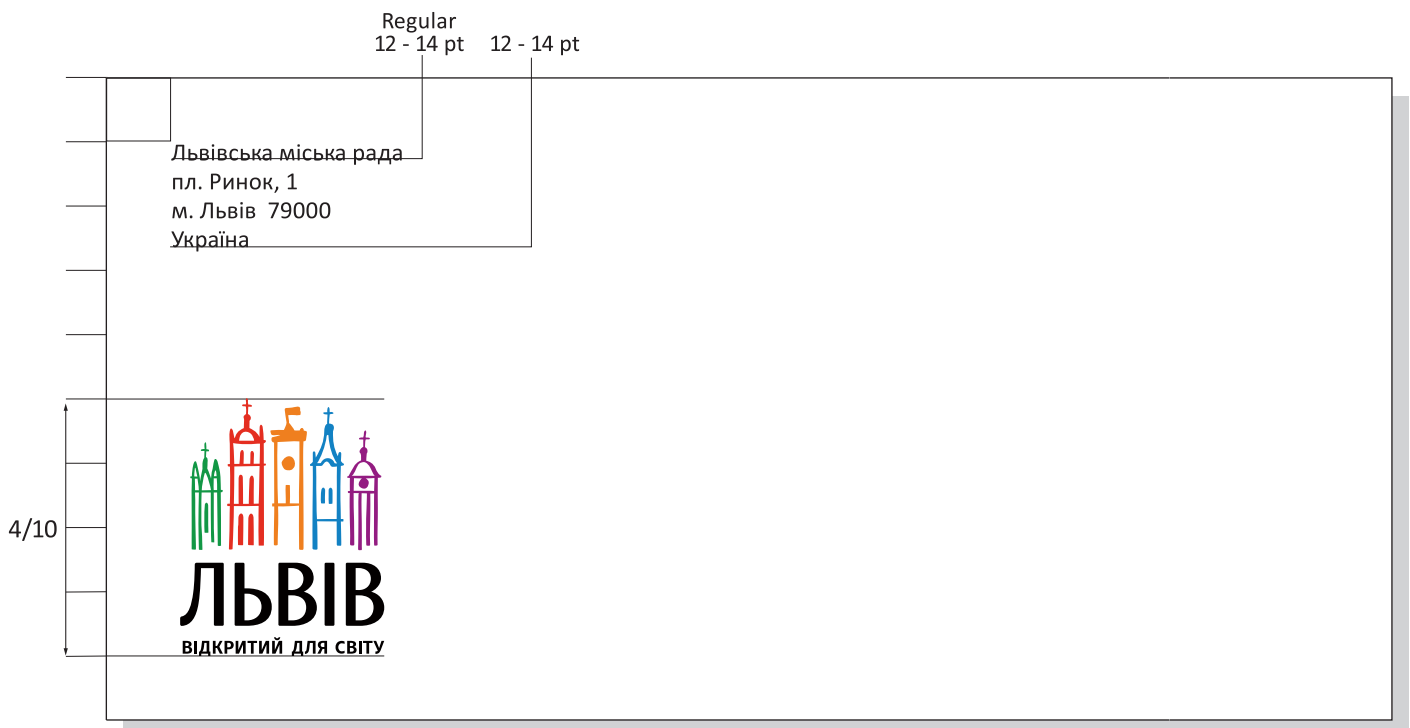 Regular
12 - 14 pt 12 - 14 pt
Львівська міська рада
пл. Ринок, 1
м. Львів 79000
Україна
4/10
ЛЬВІВ
ВІДКРИТИЙ ДЛЯ СВІТУ